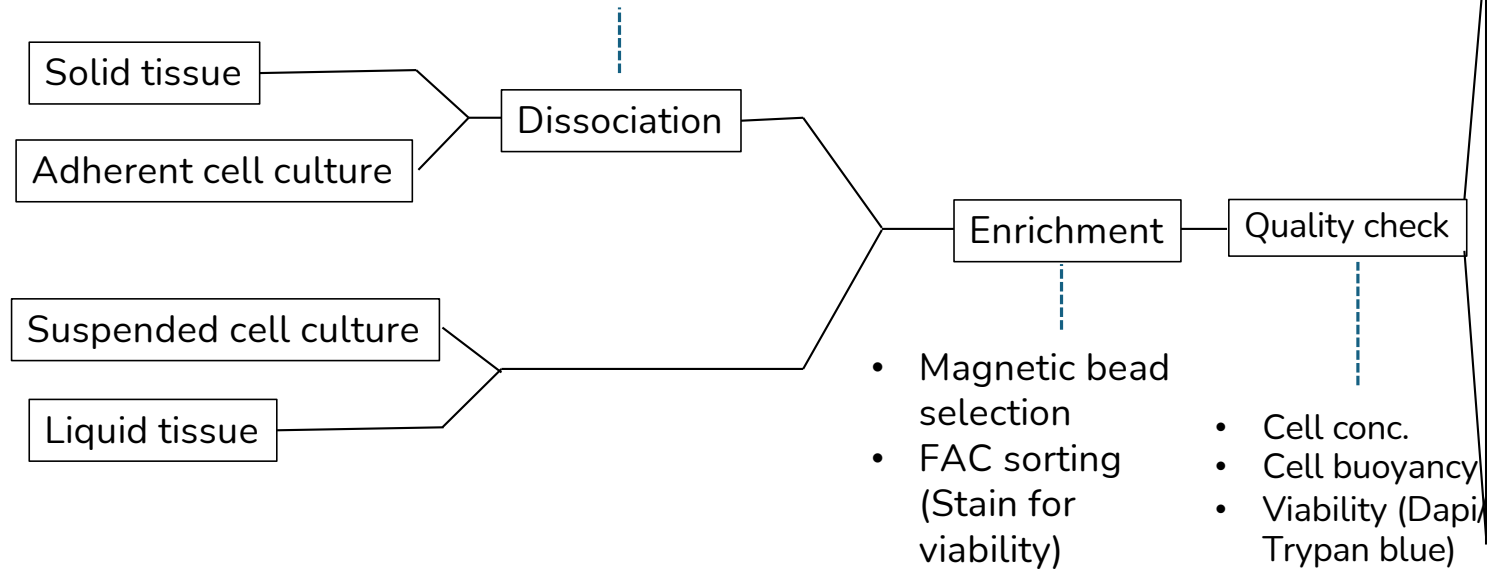 Solid tissue
Dissociation
Adherent cell culture
Enrichment
Quality check
Suspended cell culture
Liquid tissue
• Magnetic bead
selection
• FAC sorting
(Stain for
viability)
• Cell conc.
• Cell buoyancy
• Viability (Dapi/
Trypan blue)